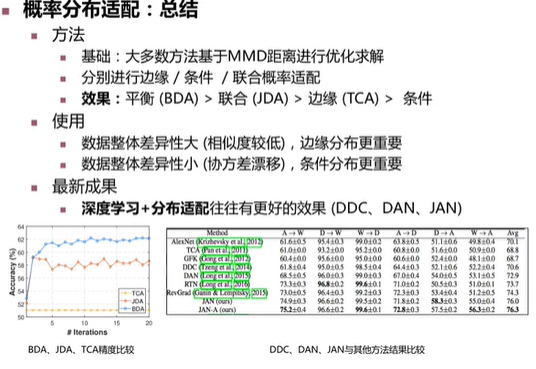 概率分布适配：总结
方法
基础：大多数方法基于MMD距离进行优化求解
分别进行边缘 / 条件 / 联合概率适配
效果：平衡 (BDA) > 联合 (JDA) > 边缘 (TCA) > 条件
使用
数据整体差异性大 (相似度较低)，边缘分布更重要
数据整体差异性小 (协方差漂移)，条件分布更重要
最新成果
深度学习+分布适配往往有更好的效果 (DDC、DAN、JAN)
Accuracy (%)
64
62
60
58
56
54
52
50
5 10 15 20
# Iterations
TCA
JDA
BDA
Method A → W D → W W → D A → D D → A W → A Avg
AlexNet (Krizhevsky et al., 2012) 61.6±0.5 95.4±0.3 99.0±0.2 63.8±0.5 51.1±0.6 49.8±0.4 70.1
TCA (Pan et al., 2011) 61.0±0.0 93.2±0.0 95.2±0.0 60.8±0.0 51.6±0.0 50.9±0.0 68.8
GFK (Gong et al., 2012) 60.4±0.0 95.6±0.0 95.0±0.0 60.6±0.0 52.4±0.0 48.1±0.0 68.7
DDC (Tzeng et al., 2014) 61.8±0.4 95.0±0.5 98.5±0.4 64.4±0.3 52.1±0.6 52.2±0.4 70.6
DAN (Long et al., 2015) 68.5±0.5 96.0±0.3 99.0±0.3 67.0±0.4 54.0±0.5 53.1±0.5 72.9
RTN (Long et al., 2016) 73.3±0.3 96.8±0.2 99.6±0.1 71.0±0.2 50.5±0.3 51.0±0.1 73.7
RevGrad (Ganin & Lempitsky, 2015) 73.0±0.5 96.4±0.3 99.2±0.3 72.3±0.3 53.4±0.4 51.2±0.5 74.3
JAN (ours) 74.9±0.3 96.6±0.2 99.5±0.2 71.8±0.2 58.3±0.3 55.0±0.4 76.0
JAN-A (ours) 75.2±0.4 96.6±0.2 99.6±0.1 72.8±0.3 57.5±0.2 56.3±0.2 76.3
BDA、JDA、TCA精度比较
DDC、DAN、JAN与其他方法结果比较